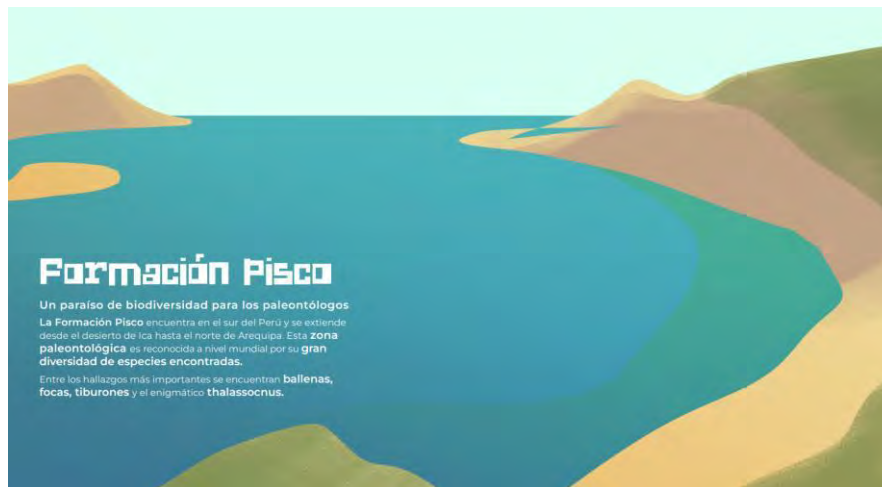 Formación Pisco
Un paraíso de biodiversidad para los paleontólogos
La Formación Pisco encuentra en el sur del Perú y se extiende
desde el desierto de Ica hasta el norte de Arequipa. Esta zona
paleontológica es reconocida a nivel mundial por su gran
diversidad de especies encontradas.
Entre los hallazgos más importantes se encuentran ballenas,
focas, tiburones y el enigmático thalassocnus.